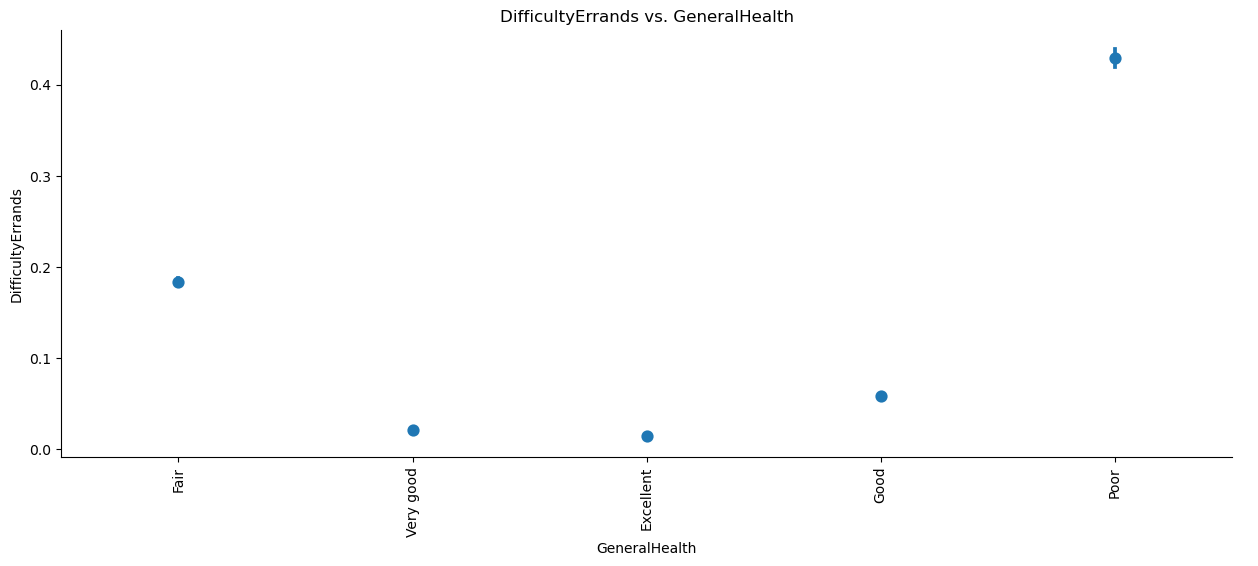 DifficultyErrands vs. GeneralHealth
DifficultyErrands
0.4
0.3
0.2
0.1
0.0
Fair
Very good
Excellent
Good
Poor
GeneralHealth